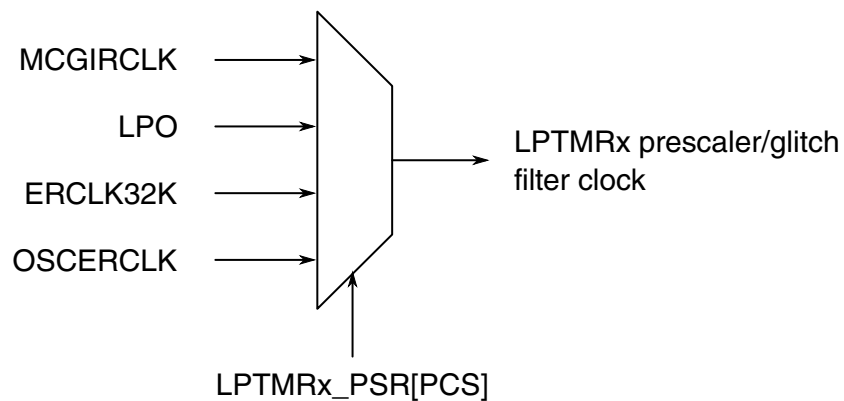 MCGIRCLK
LPO
ERCLK32K
OSCERCLK
LPTMRx prescaler/glitch
filter clock
LPTMRx_PSR[PCS]